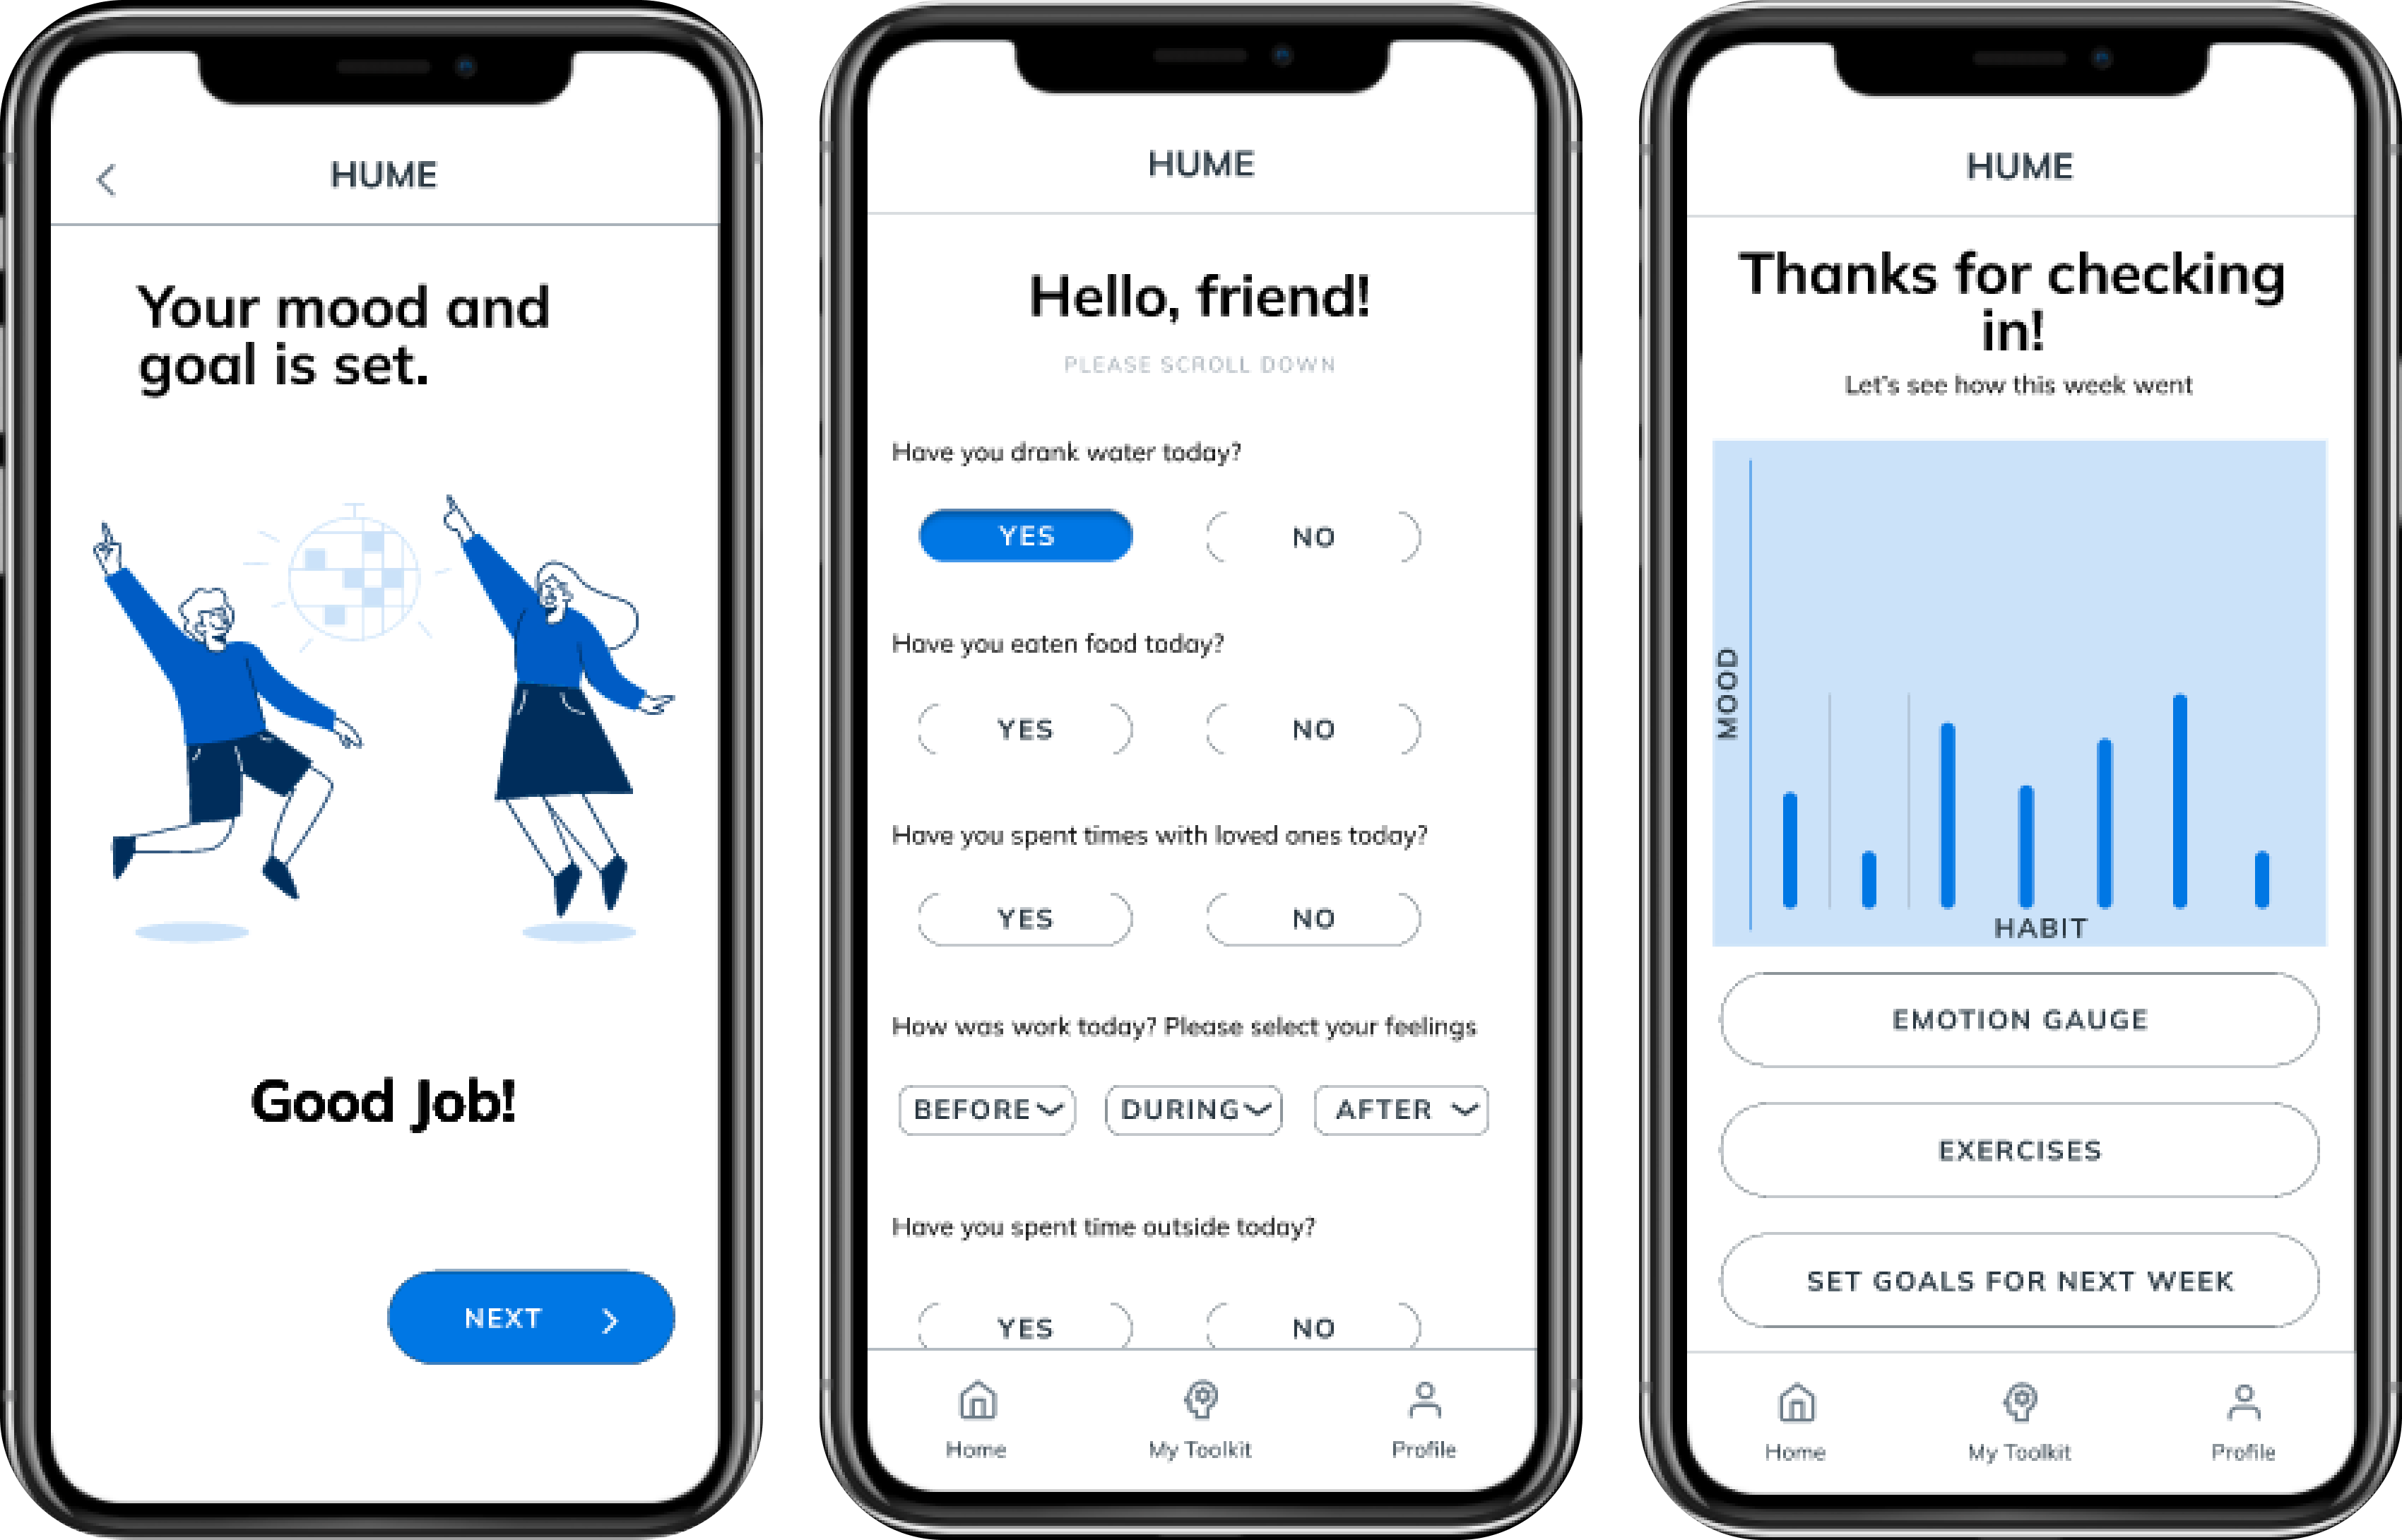 HUME
Your mood and
goal is set.
Good Job!
NEXT
HUME
Hello, friend!
PLEASE SCROLL DOWN
Have you drank water today?
YES NO
Have you eaten food today?
YES NO
Have you spent times with loved ones today?
YES NO
How was work today? Please select your feelings
BEFORE DURING AFTER
Have you spent time outside today?
YES NO
Home My Toolkit Profile
HUME
Thanks for checking
in!
Let's see how this week went
MOOD
HABIT
EMOTION GAUGE
EXERCISES
SET GOALS FOR NEXT WEEK
Home My Toolkit Profile